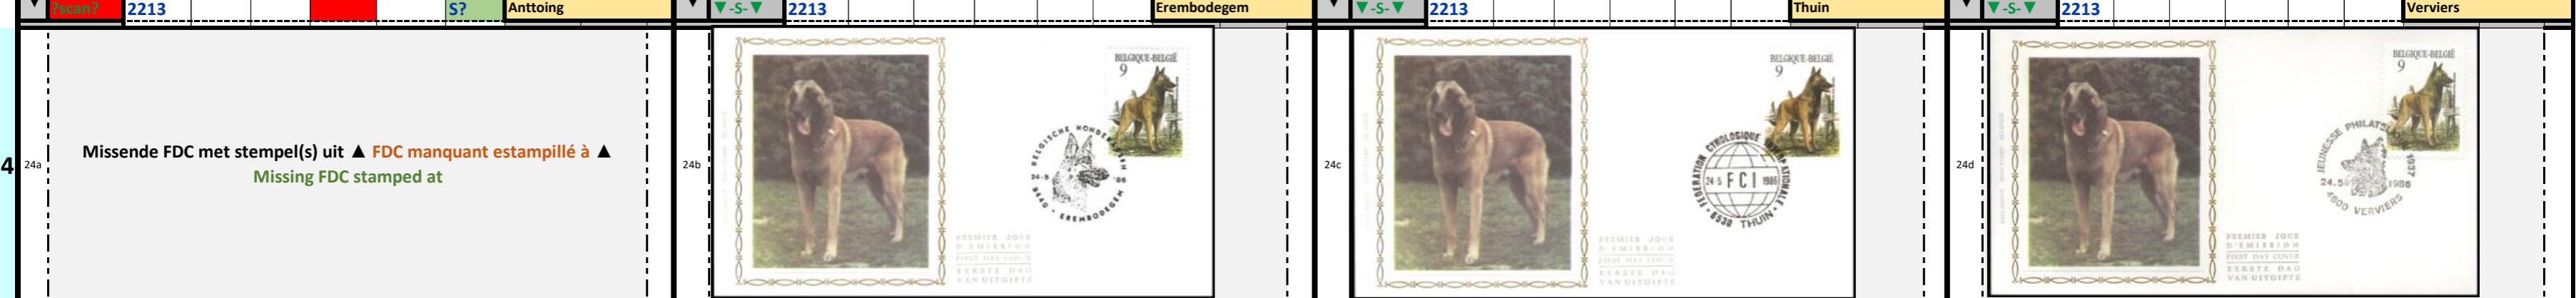 ?scan? 2213 S? Anttoing
▼-S-▼ 2213 Erembodegem
▼-S-▼ 2213 Thuin
▼-S-▼ 2213 Verviers
4
24a
Missende FDC met stempel(s) uit ▲ FDC manquant estampillé à ▲
Missing FDC stamped at
24b
BELGIQUE-BELGIË
9
BELGISCHE
24-5 '86
9440 - EREMBODEGEM
PREMIER JOUR
D'EMISSION
FIRST DAY COVER
EERSTE DAG
VAN UITGIFTE
24c
BELGIQUE-BELGIË
9
FEDERATION CYNOLOGIQUE
24-5 FCI 1986
6530 THUIN
PREMIER JOUR
D'EMISSION
FIRST DAY COVER
EERSTE DAG
VAN UITGIFTE
24d
BELGIQUE-BELGIË
9
JEUNESSE
1937
24.5 1986
4800 VERVIERS
PREMIER JOUR
D'EMISSION
FIRST DAY COVER
EERSTE DAG
VAN UITGIFTE